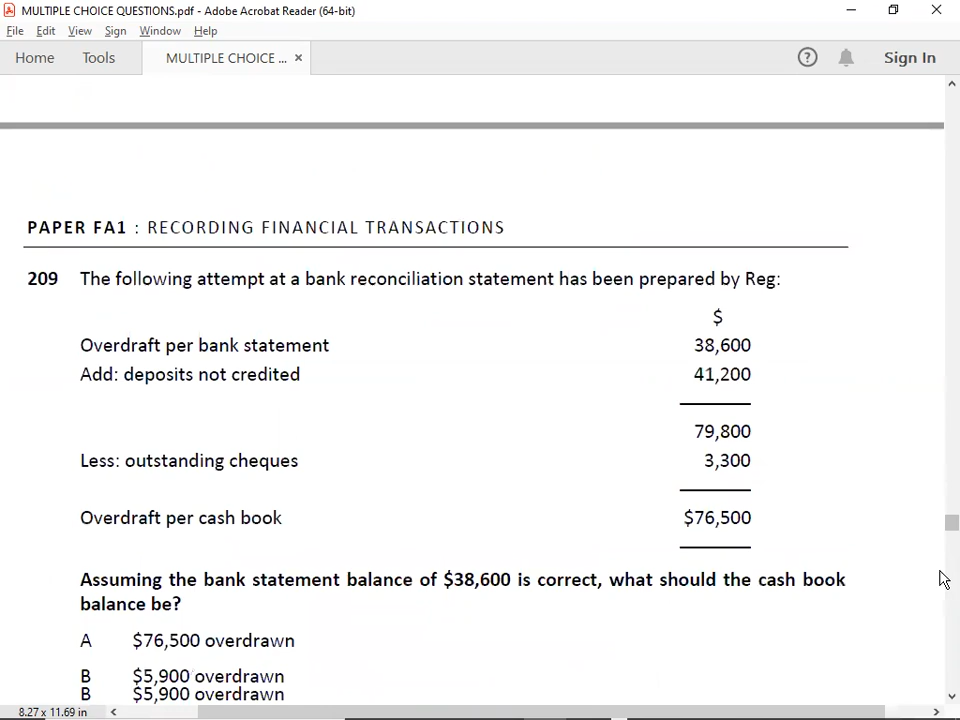 MULTIPLE CHOICE QUESTIONS.pdf - Adobe Acrobat Reader (64-bit)
File Edit View Sign Window Help
Home Tools MULTIPLE CHOICE ... × ? Sign In
PAPER FA1 : RECORDING FINANCIAL TRANSACTIONS
209 The following attempt at a bank reconciliation statement has been prepared by Reg:
$
Overdraft per bank statement 38,600
Add: deposits not credited 41,200
79,800
Less: outstanding cheques 3,300
Overdraft per cash book $76,500
Assuming the bank statement balance of $38,600 is correct, what should the cash book
balance be?
A $76,500 overdrawn
B $5,900 overdrawn
B $5,900 overdrawn
8.27 x 11.69 in